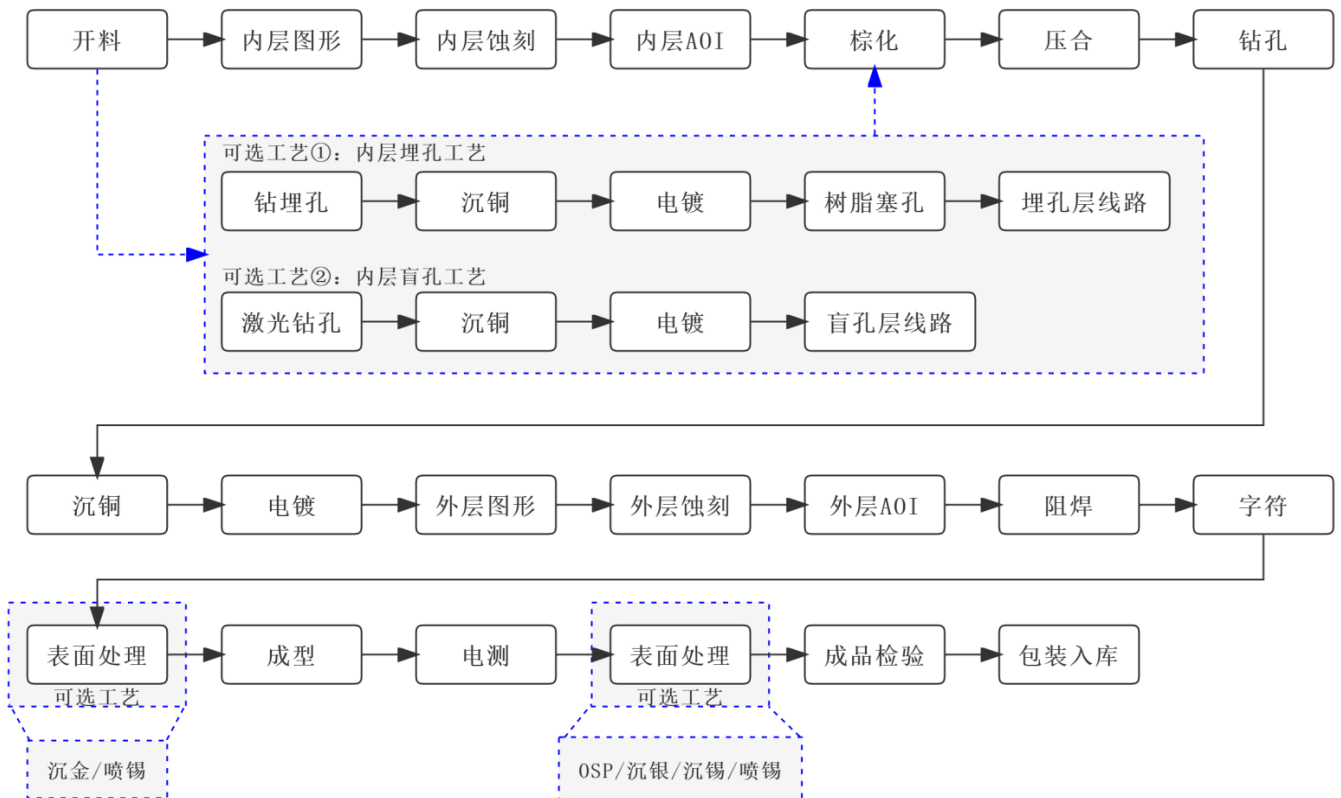 开料 内层图形 内层蚀刻 内层AOI 棕化 压合 钻孔
可选工艺①：内层埋孔工艺
钻埋孔 沉铜 电镀 树脂塞孔 埋孔层线路
可选工艺②：内层盲孔工艺
激光钻孔 沉铜 电镀 盲孔层线路
沉铜 电镀 外层图形 外层蚀刻 外层AOI 阻焊 字符
表面处理 成型 电测 表面处理 成品检验 包装入库
可选工艺 可选工艺
沉金/喷锡 OSP/沉银/沉锡/喷锡